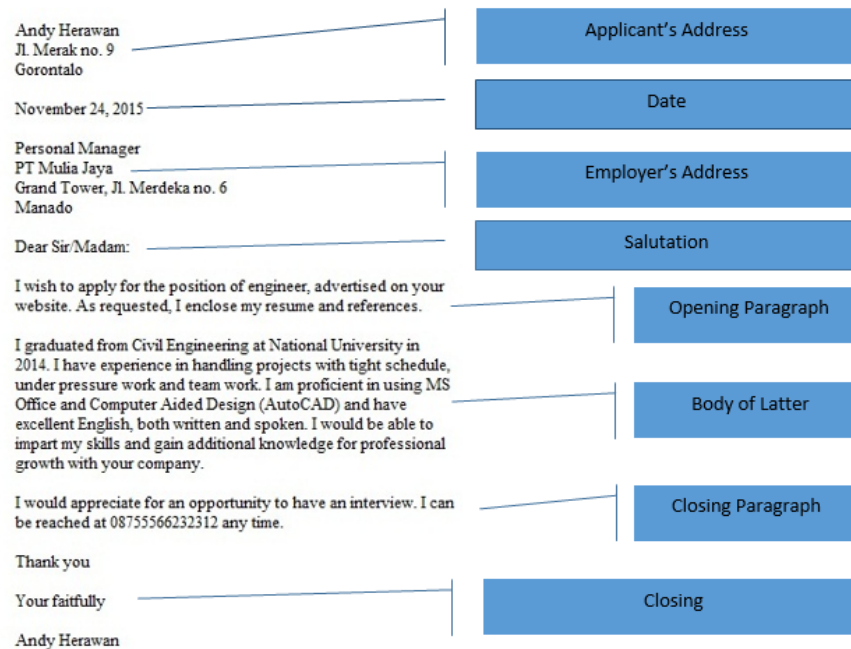 Andy Herawan
Jl. Merak no. 9
Gorontalo
Applicant's Address
November 24, 2015
Date
Personal Manager
PT Mulia Jaya
Grand Tower, Jl. Merdeka no. 6
Manado
Employer's Address
Dear Sir/Madam:
Salutation
I wish to apply for the position of engineer, advertised on your
website. As requested, I enclose my resume and references.
Opening Paragraph
I graduated from Civil Engineering at National University in
2014. I have experience in handling projects with tight schedule,
under pressure work and team work. I am proficient in using MS
Office and Computer Aided Design (AutoCAD) and have
excellent English, both written and spoken. I would be able to
impart my skills and gain additional knowledge for professional
growth with your company.
Body of Latter
I would appreciate for an opportunity to have an interview. I can
be reached at 08755566232312 any time.
Closing Paragraph
Thank you
Your faitfully
Closing
Andy Herawan